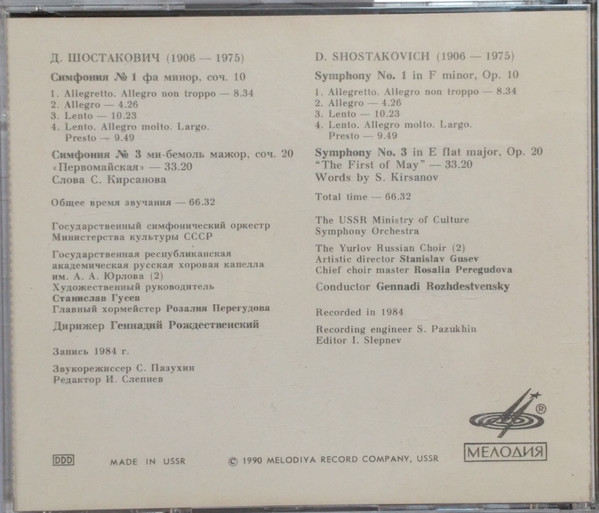 Д. ШОСТАКОВИЧ (1906 — 1975)
Симфония № 1 фа минор, соч. 10
1. Allegretto. Allegro non troppo — 8.34
2. Allegro — 4.26
3. Lento — 10.23
4. Lento. Allegro molto. Largo.
Presto — 9.49
Симфония № 3 ми-бемоль мажор, соч. 20
«Первомайская» — 33.20
Слова С. Кирсанова
Общее время звучания — 66.32
Государственный симфонический оркестр
Министерства культуры СССР
Государственная республиканская
академическая русская хоровая капелла
им. А. А. Юрлова (2)
Художественный руководитель
Станислав Гусев
Главный хормейстер Розалия Перегудова
Дирижер Геннадий Рождественский
Запись 1984 г.
Звукорежиссер С. Пазухин
Редактор И. Слепнев
D. SHOSTAKOVICH (1906 — 1975)
Symphony No. 1 in F minor, Op. 10
1. Allegretto. Allegro non troppo — 8.34
2. Allegro — 4.26
3. Lento — 10.23
4. Lento. Allegro molto. Largo.
Presto — 9.49
Symphony No. 3 in E flat major, Op. 20
"The First of May" — 33.20
Words by S. Kirsanov
Total time — 66.32
The USSR Ministry of Culture
Symphony Orchestra
The Yurlov Russian Choir (2)
Artistic director Stanislav Gusev
Chief choir master Rosalia Peregudova
Conductor Gennadi Rozhdestvensky
Recorded in 1984
Recording engineer S. Pazukhin
Editor I. Slepnev
®
МЕЛОДИЯ
DDD
MADE IN USSR
© 1990 MELODIYA RECORD COMPANY, USSR